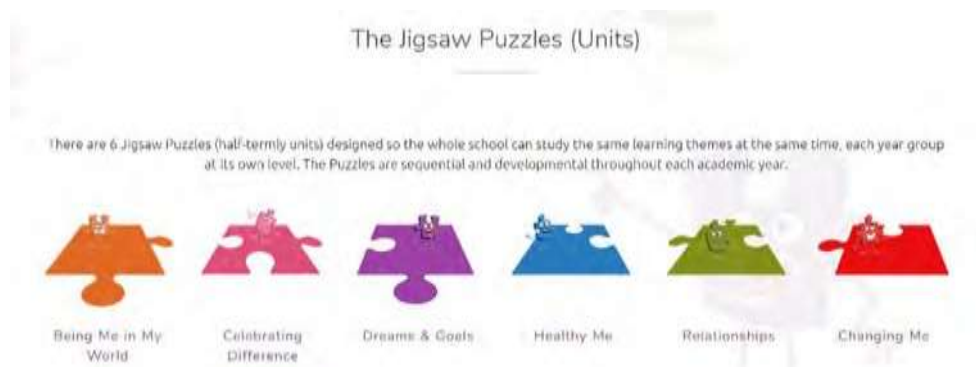 The Jigsaw Puzzles (Units)
There are 6 Jigsaw Puzzles (half-termly units) designed so the whole school can study the same learning themes at the same time, each year group
at its own level. The Puzzles are sequential and developmental throughout each academic year.
Being Me in My World
Celebrating Difference
Dreams & Goals
Healthy Me
Relationships
Changing Me